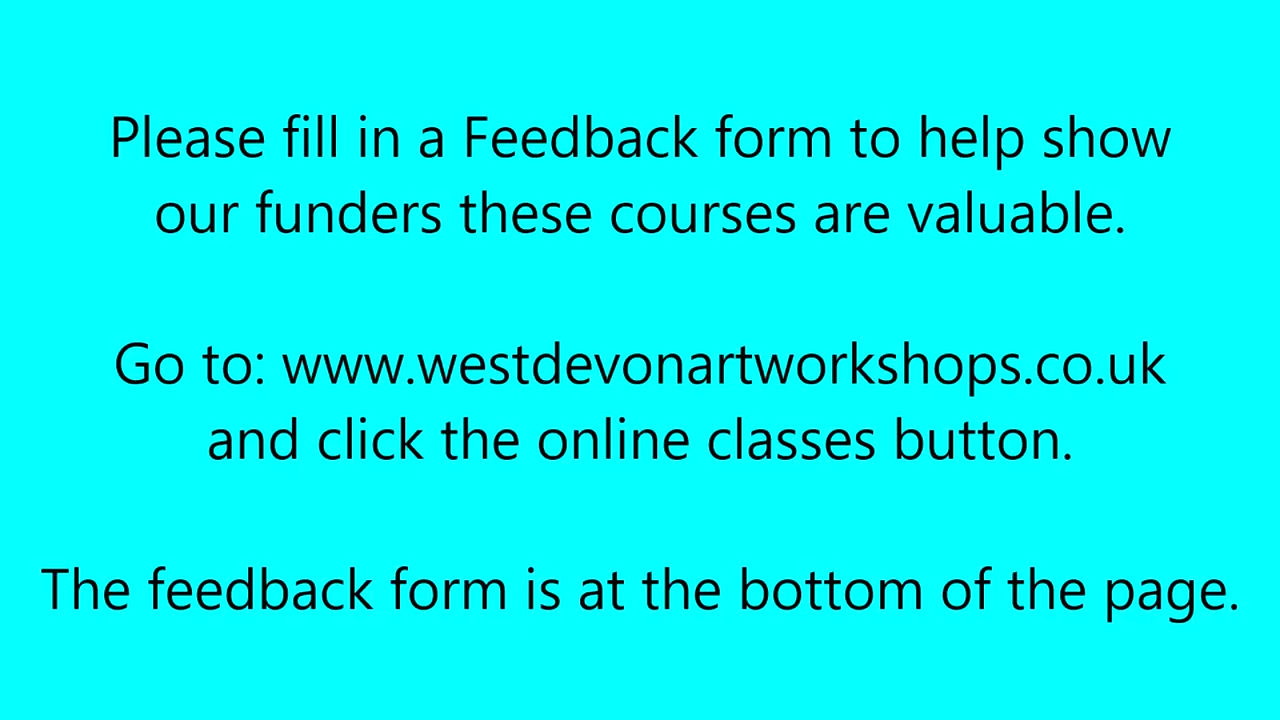 Please fill in a Feedback form to help show
our funders these courses are valuable.
Go to: www.westdevonartworkshops.co.uk
and click the online classes button.
The feedback form is at the bottom of the page.